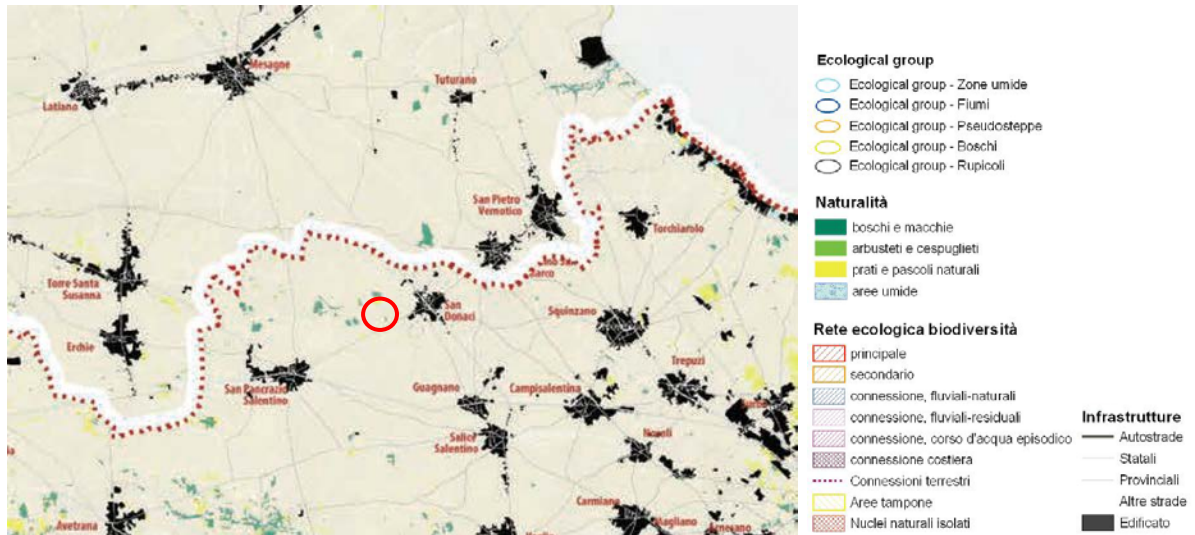 Mesagne
Latiano
Tuturano
San Pietro
Vernotico
Torchiarolo
Torre Santa
Susanna
San
Donaci
Squinzano
Erchie
Trepuzi
San Pancrazio
Salentino
Guagnano
Campisalentina
Salice
Salentino
Novoli
Carmiano
Avetrana
Magliano
Arnesano
Ecological group
Ecological group - Zone umide
Ecological group - Fiumi
Ecological group - Pseudosteppe
Ecological group - Boschi
Ecological group - Rupicoli
Naturalità
boschi e macchie
arbusteti e cespuglieti
prati e pascoli naturali
aree umide
Rete ecologica biodiversità
principale
secondario
connessione, fluviali-naturali
connessione, fluviali-residuali
connessione, corso d'acqua episodico
connessione costiera
Connessioni terrestri
Aree tampone
Nuclei naturali isolati
Infrastrutture
Autostrade
Statali
Provinciali
Altre strade
Edificato